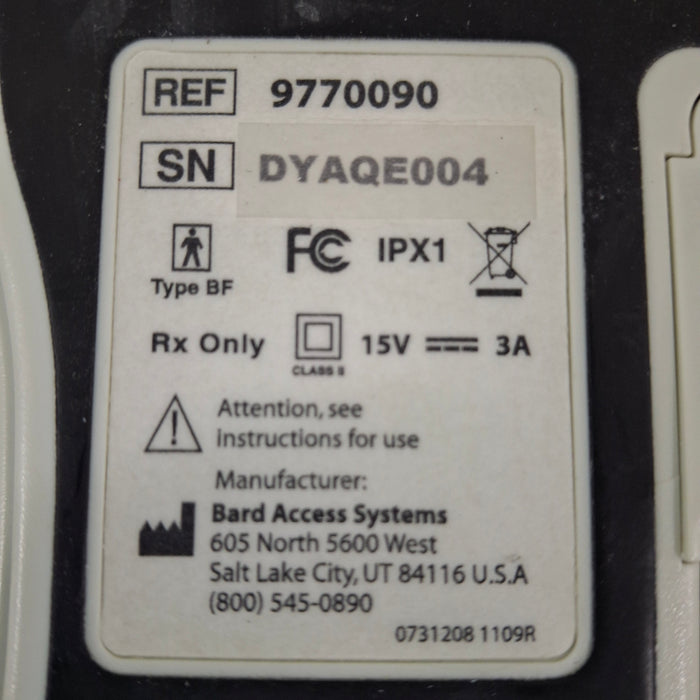 REF 9770090
SN DYAQE004
FC IPX1
Type BF
Rx Only 15V 3A
CLASS II
Attention, see
instructions for use
Manufacturer:
Bard Access Systems
605 North 5600 West
Salt Lake City, UT 84116 U.S.A
(800) 545-0890
0731208 1109R